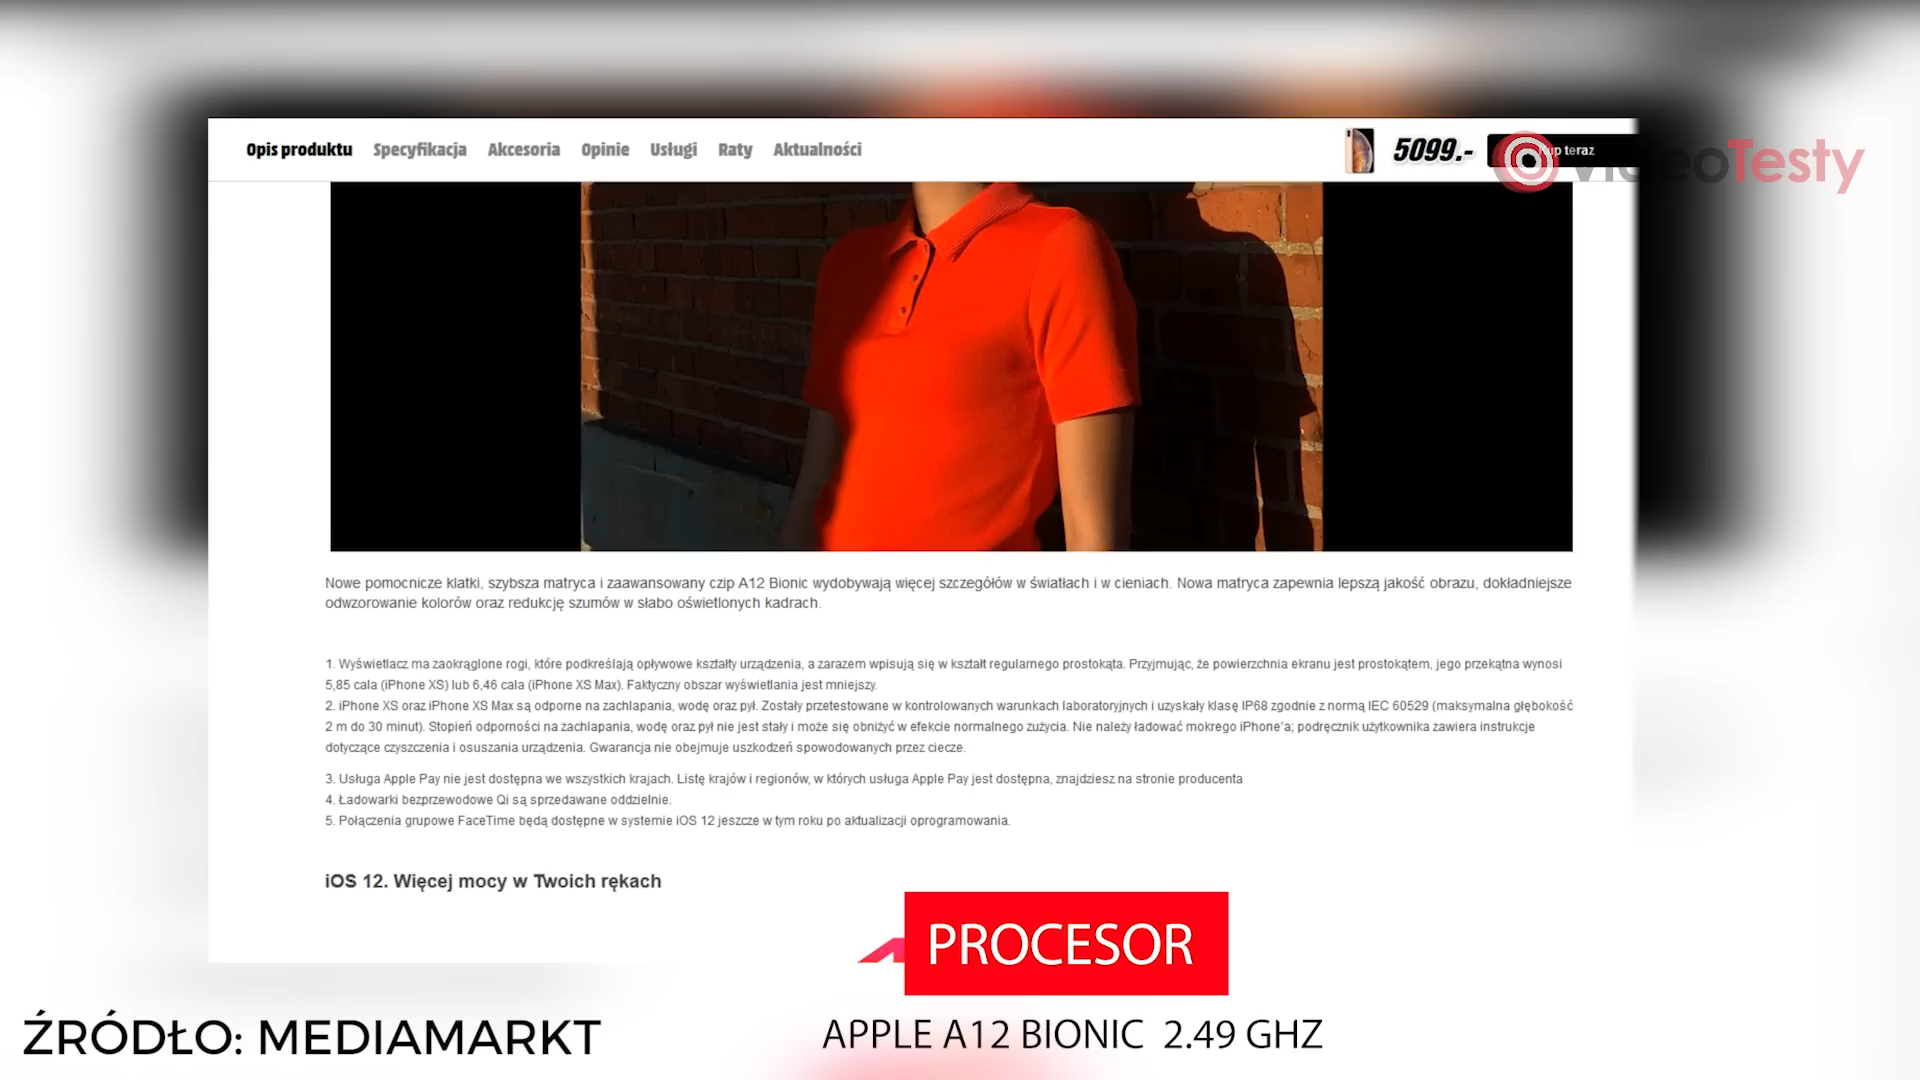 Opis produktu Specyfikacja Akcesoria Opinie Usługi Raty Aktualności 5099.- Kup teraz
VideoTesty
Nowe pomocnicze klatki, szybsza matryca i zaawansowany czip A12 Bionic wydobywają więcej szczegółów w światłach i w cieniach. Nowa matryca zapewnia lepszą jakość obrazu, dokładniejsze
odwzorowanie kolorów oraz redukcję szumów w słabo oświetlonych kadrach.
1. Wyświetlacz ma zaokrąglone rogi, które podkreślają opływowe kształty urządzenia, a zarazem wpisują się w kształt regularnego prostokąta. Przyjmując, że powierzchnia ekranu jest prostokątem, jego przekątna wynosi
5,85 cala (iPhone XS) lub 6,46 cala (iPhone XS Max). Faktyczny obszar wyświetlania jest mniejszy.
2. iPhone XS oraz iPhone XS Max są odporne na zachlapania, wodę oraz pył. Zostały przetestowane w kontrolowanych warunkach laboratoryjnych i uzyskały klasę IP68 zgodnie z normą IEC 60529 (maksymalna głębokość
2 m do 30 minut). Stopień odporności na zachlapania, wodę oraz pył nie jest stały i może się obniżyć w efekcie normalnego zużycia. Nie należy ładować mokrego iPhone'a; podręcznik użytkownika zawiera instrukcje
dotyczące czyszczenia i osuszania urządzenia. Gwarancja nie obejmuje uszkodzeń spowodowanych przez ciecze.
3. Usługa Apple Pay nie jest dostępna we wszystkich krajach. Listę krajów i regionów, w których usługa Apple Pay jest dostępna, znajdziesz na stronie producenta
4. Ładowarki bezprzewodowe Qi są sprzedawane oddzielnie.
5. Połączenia grupowe FaceTime będą dostępne w systemie iOS 12 jeszcze w tym roku po aktualizacji oprogramowania.
iOS 12. Więcej mocy w Twoich rękach
PROCESOR
ŹRÓDŁO: MEDIAMARKT
APPLE A12 BIONIC 2.49 GHZ